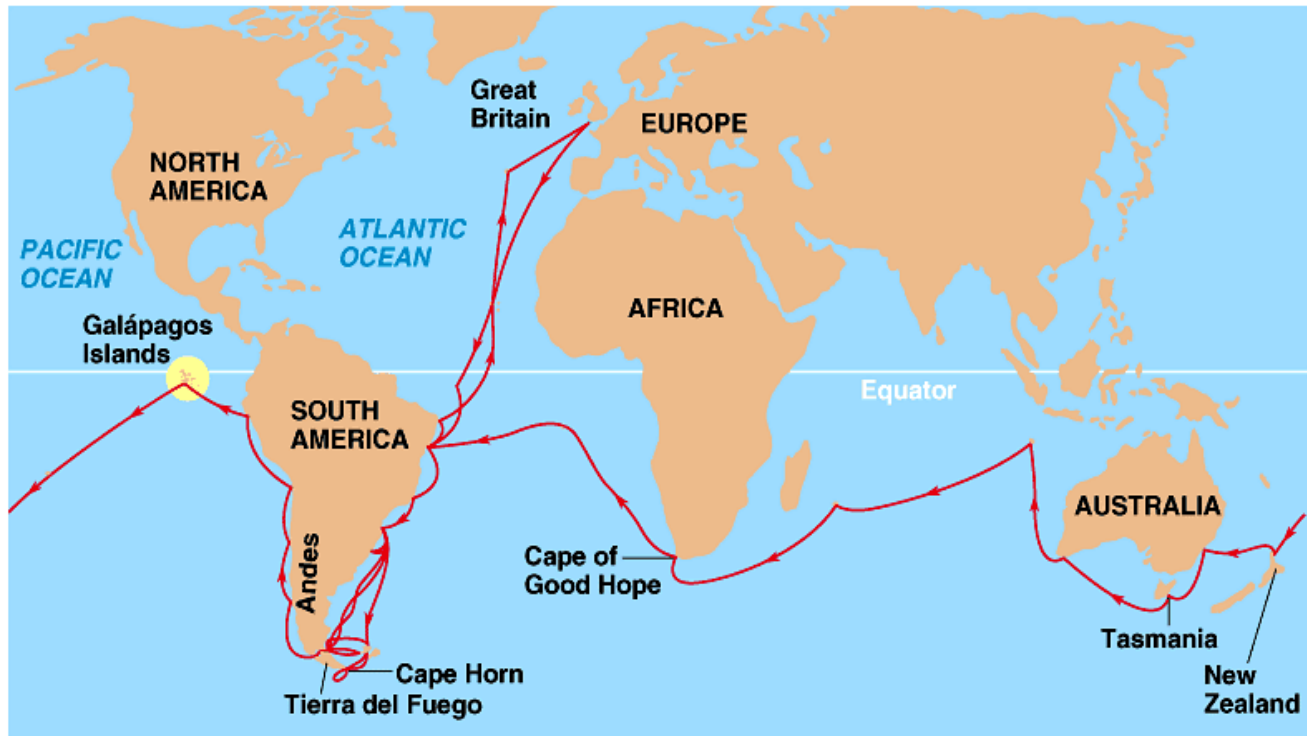 Great
Britain
EUROPE
NORTH
AMERICA
ATLANTIC
OCEAN
PACIFIC
OCEAN
AFRICA
Galápagos
Islands
Equator
SOUTH
AMERICA
AUSTRALIA
Andes
Cape of
Good Hope
Tasmania
Cape Horn
New
Zealand
Tierra del Fuego